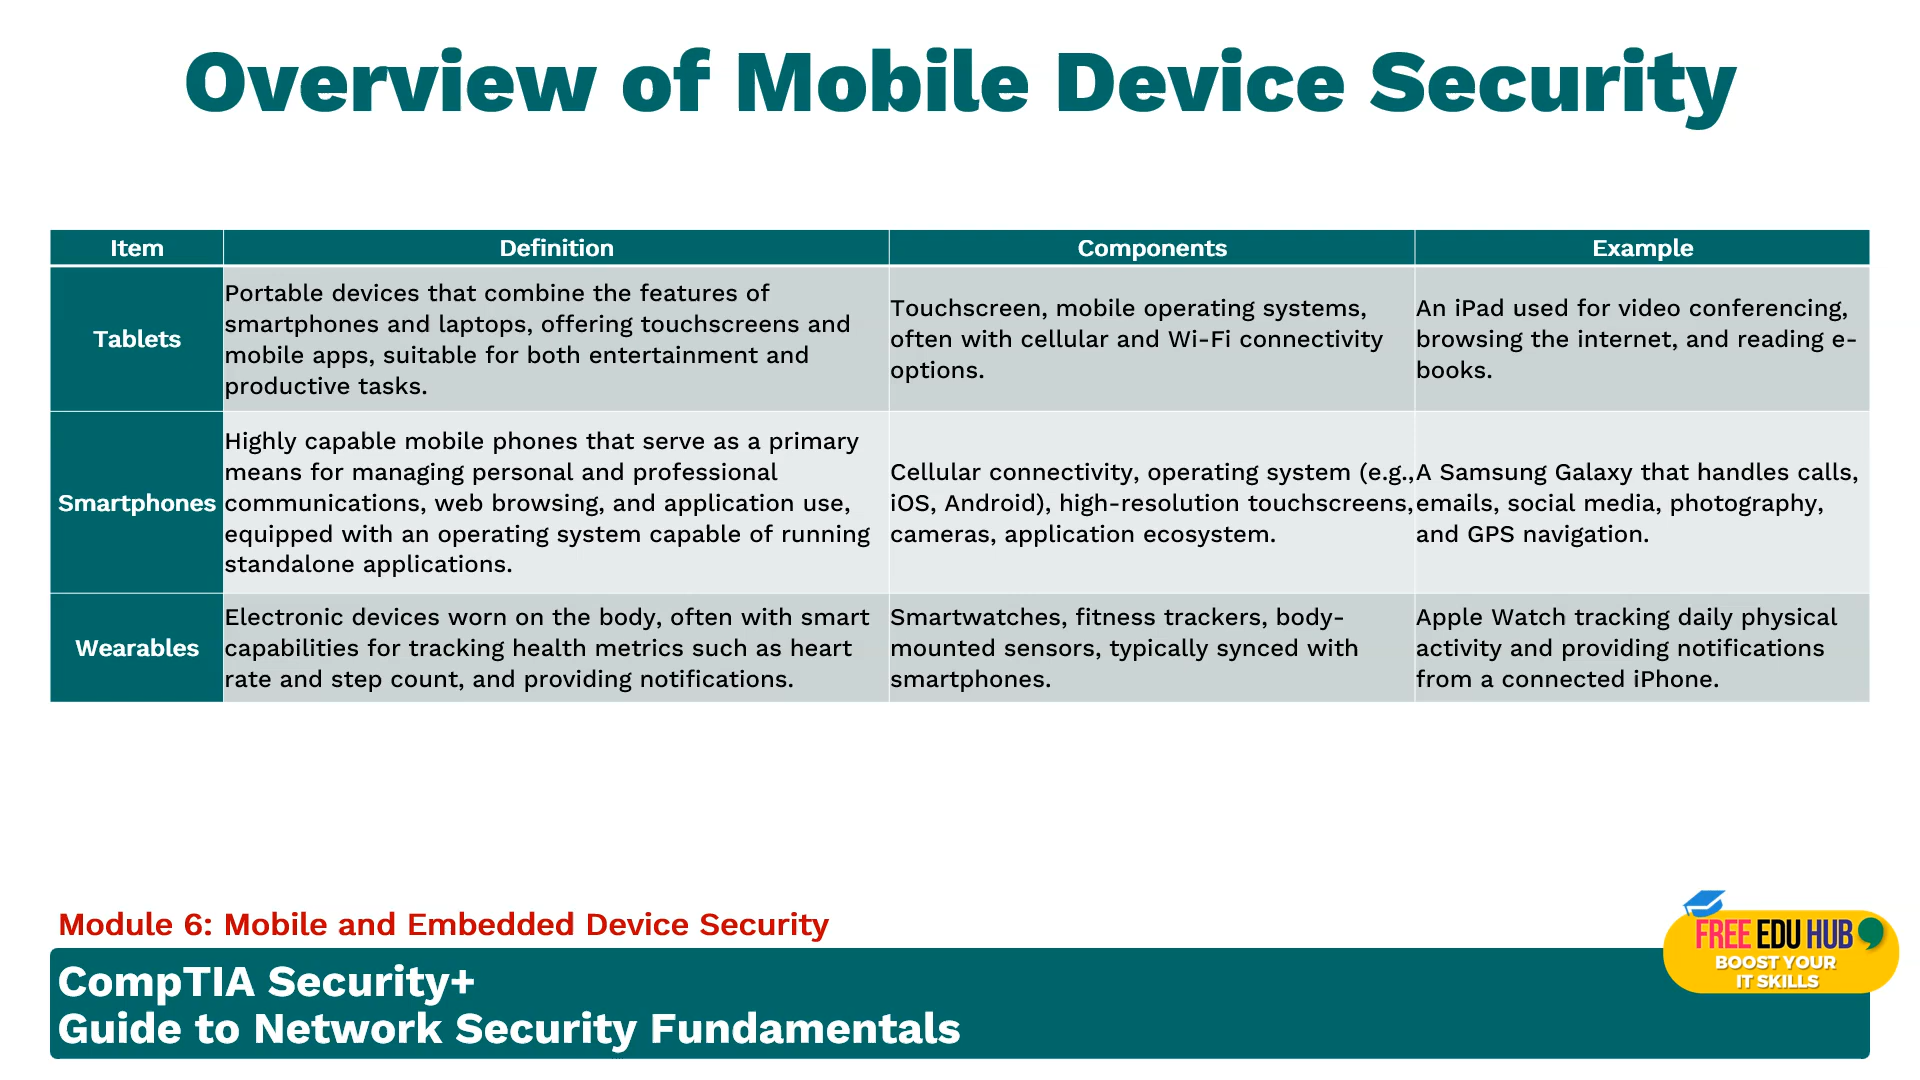 Overview of Mobile Device Security
Item
Definition
Components
Example
Tablets
Portable devices that combine the features of
smartphones and laptops, offering touchscreens and
mobile apps, suitable for both entertainment and
productive tasks.
Touchscreen, mobile operating systems,
often with cellular and Wi-Fi connectivity
options.
An iPad used for video conferencing,
browsing the internet, and reading e-
books.
Smartphones
Highly capable mobile phones that serve as a primary
means for managing personal and professional
communications, web browsing, and application use,
equipped with an operating system capable of running
standalone applications.
Cellular connectivity, operating system (e.g.,
iOS, Android), high-resolution touchscreens,
cameras, application ecosystem.
A Samsung Galaxy that handles calls,
emails, social media, photography,
and GPS navigation.
Wearables
Electronic devices worn on the body, often with smart
capabilities for tracking health metrics such as heart
rate and step count, and providing notifications.
Smartwatches, fitness trackers, body-
mounted sensors, typically synced with
smartphones.
Apple Watch tracking daily physical
activity and providing notifications
from a connected iPhone.
Module 6: Mobile and Embedded Device Security
CompTIA Security+
Guide to Network Security Fundamentals
FREE EDU HUB
BOOST YOUR
IT SKILLS